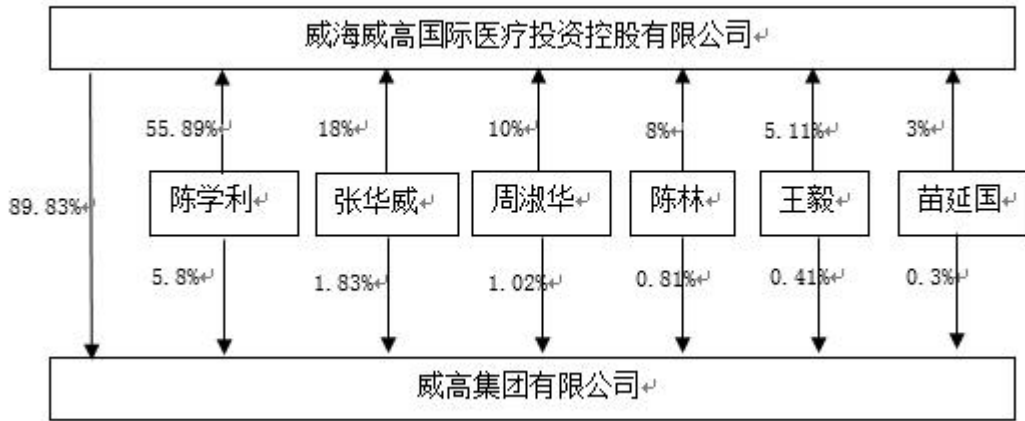 威海威高国际医疗投资控股有限公司↵
55.89%↵ 18%↵ 10%↵ 8%↵ 5.11%↵ 3%↵
89.83%↵
陈学利↵ 张华威↵ 周淑华↵ 陈林↵ 王毅↵ 苗延国↵
5.8%↵ 1.83%↵ 1.02%↵ 0.81%↵ 0.41%↵ 0.3%↵
威高集团有限公司↵